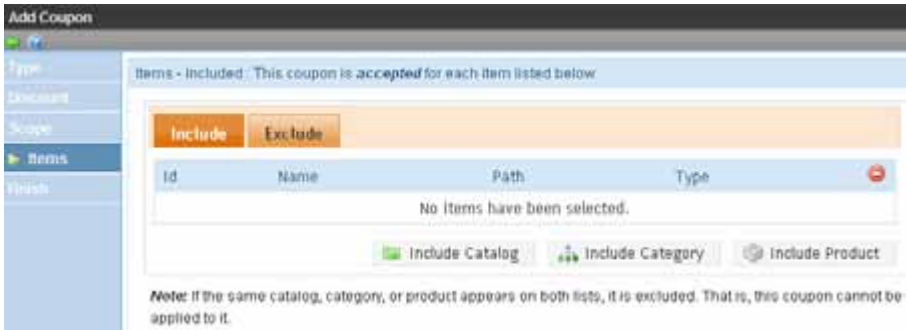 Add Coupon
Type
Items - Included : This coupon is accepted for each item listed below
Discount
Scope
Include Exclude
Items
Id Name Path Type
Finish
No items have been selected.
Include Catalog Include Category Include Product
Note: If the same catalog, category, or product appears on both lists, it is excluded. That is, this coupon cannot be
applied to it.